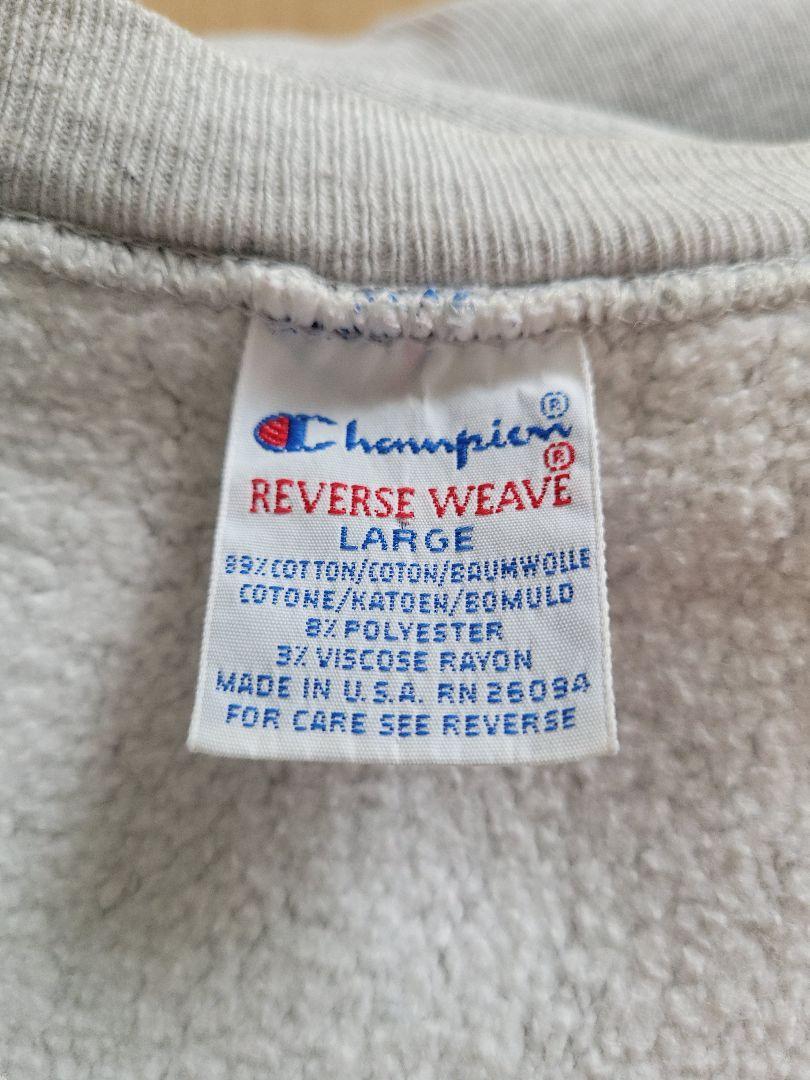 Champion®
REVERSE WEAVE®
LARGE
89% COTTON/COTON/BAUMWOLLE
COTONE/KATOEN/BOMULD
8% POLYESTER
3% VISCOSE RAYON
MADE IN U.S.A. RN 26094
FOR CARE SEE REVERSE